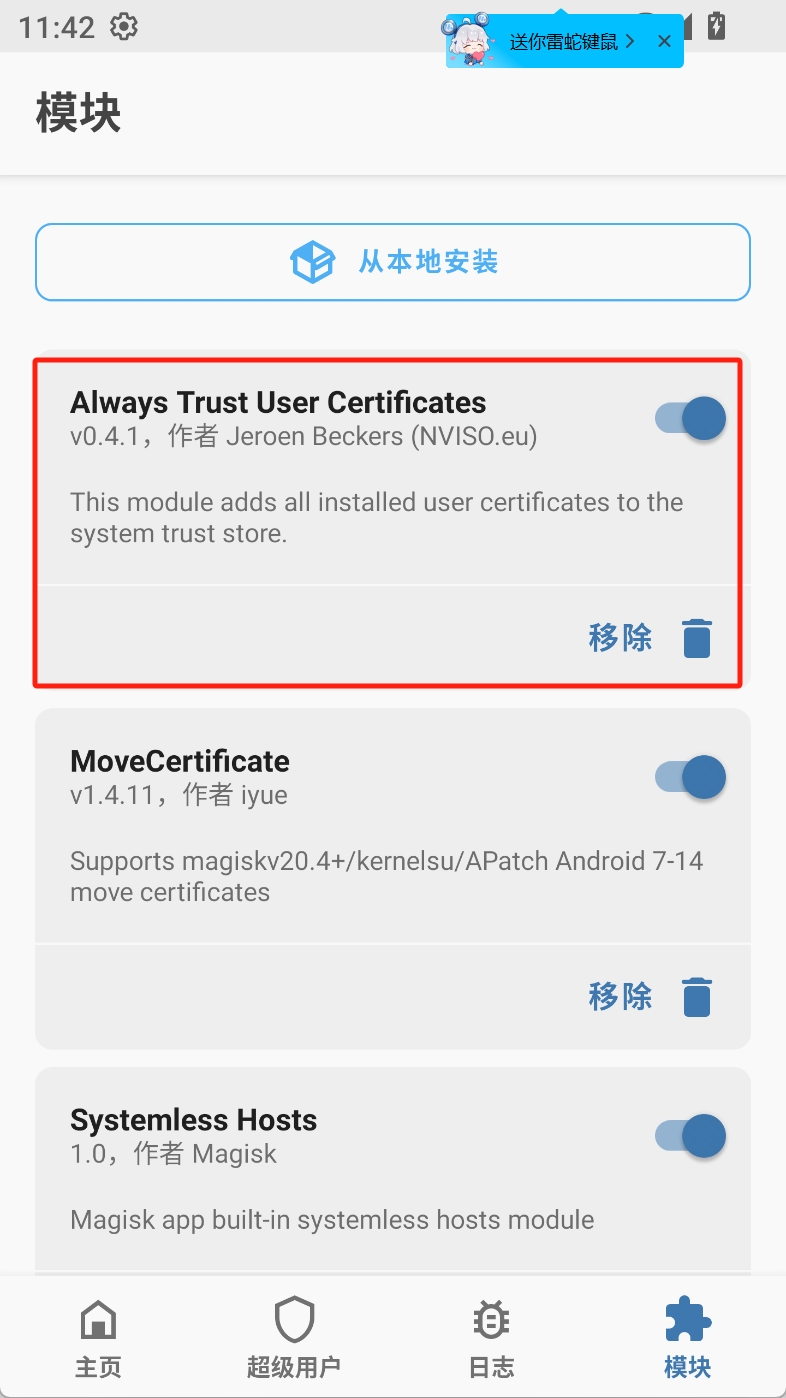 11:42
送你雷蛇键鼠
模块
从本地安装
Always Trust User Certificates
v0.4.1，作者 Jeroen Beckers (NVISO.eu)
This module adds all installed user certificates to the
system trust store.
移除
MoveCertificate
v1.4.11，作者 iyue
Supports magiskv20.4+/kernelsu/APatch Android 7-14
move certificates
移除
Systemless Hosts
1.0，作者 Magisk
Magisk app built-in systemless hosts module
主页
超级用户
日志
模块